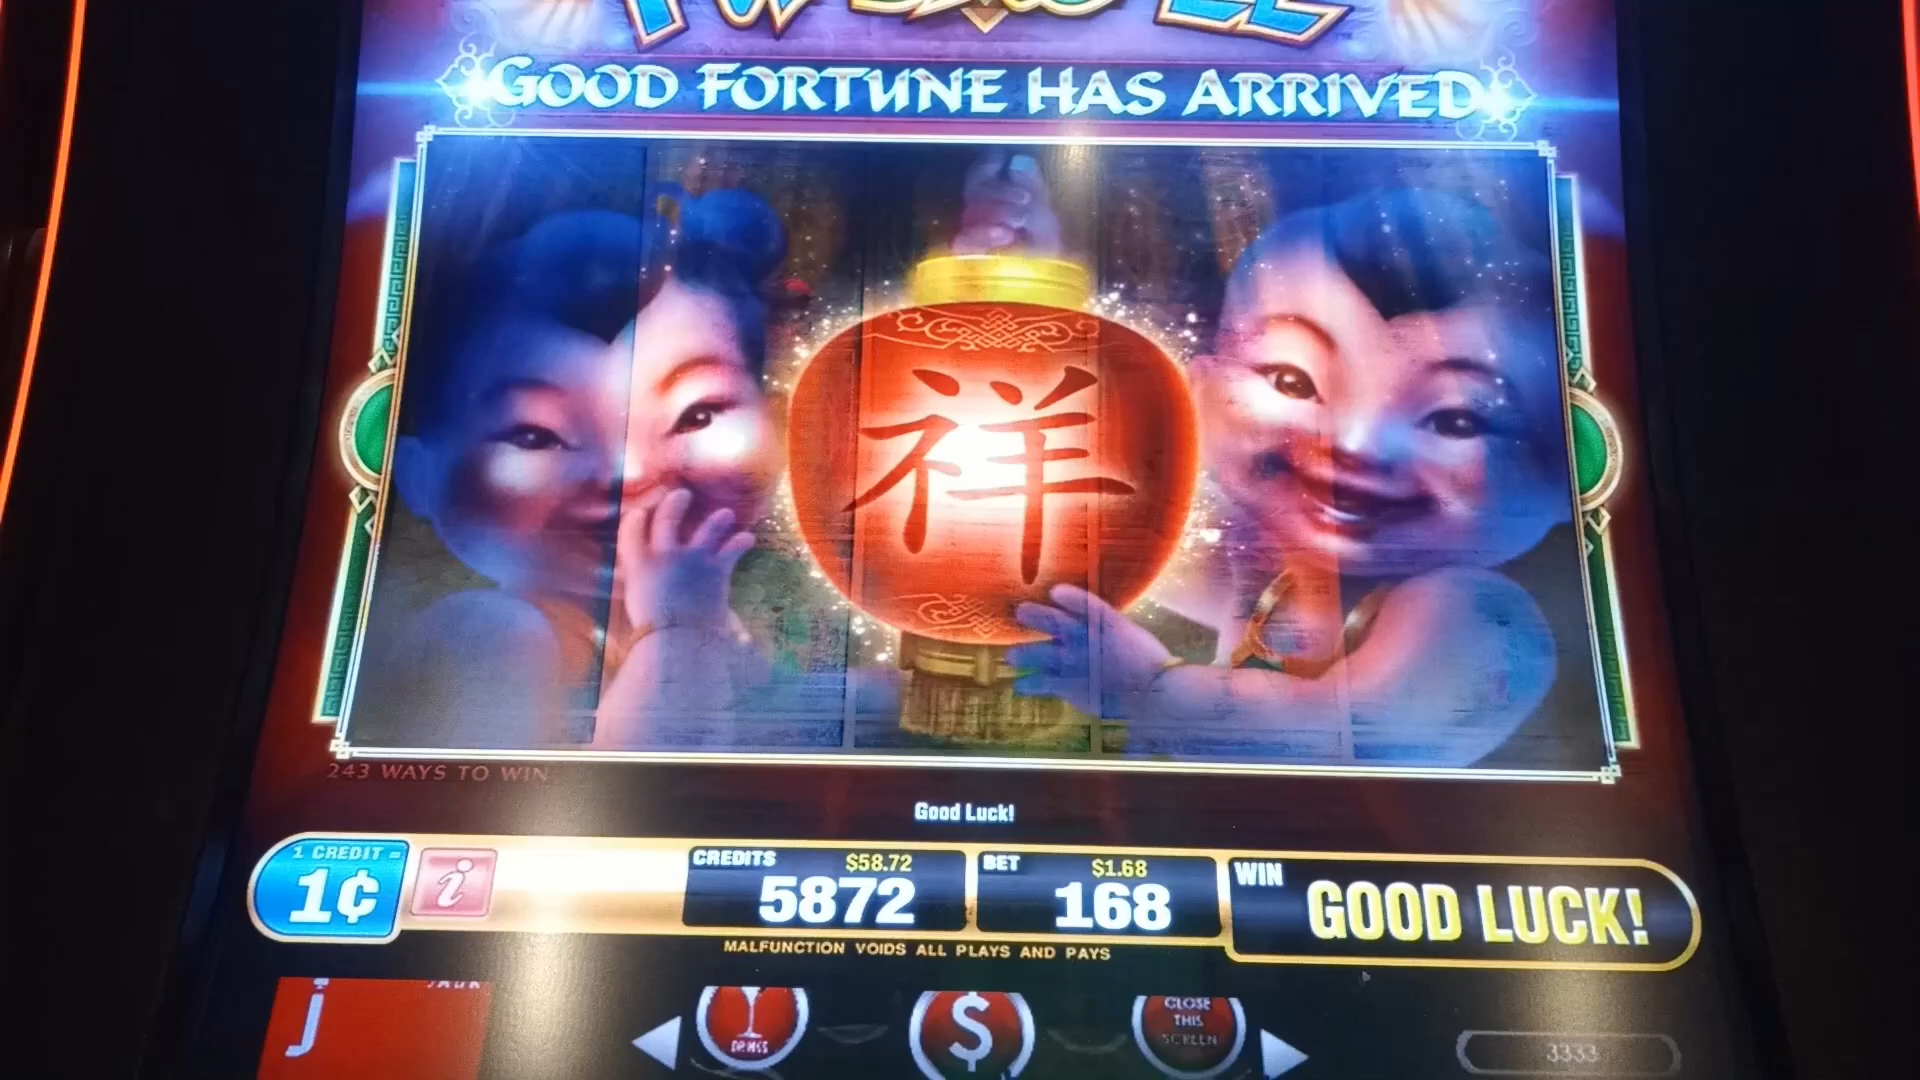 GOOD FORTUNE HAS ARRIVED
祥
243 WAYS TO WIN
Good Luck!
1 CREDIT =
1¢
i
CREDITS $58.72
5872
BET $1.68
168
WIN
GOOD LUCK!
MALFUNCTION VOIDS ALL PLAYS AND PAYS
j
DRINKS
$
CLOSE
THIS
SCREEN
3333